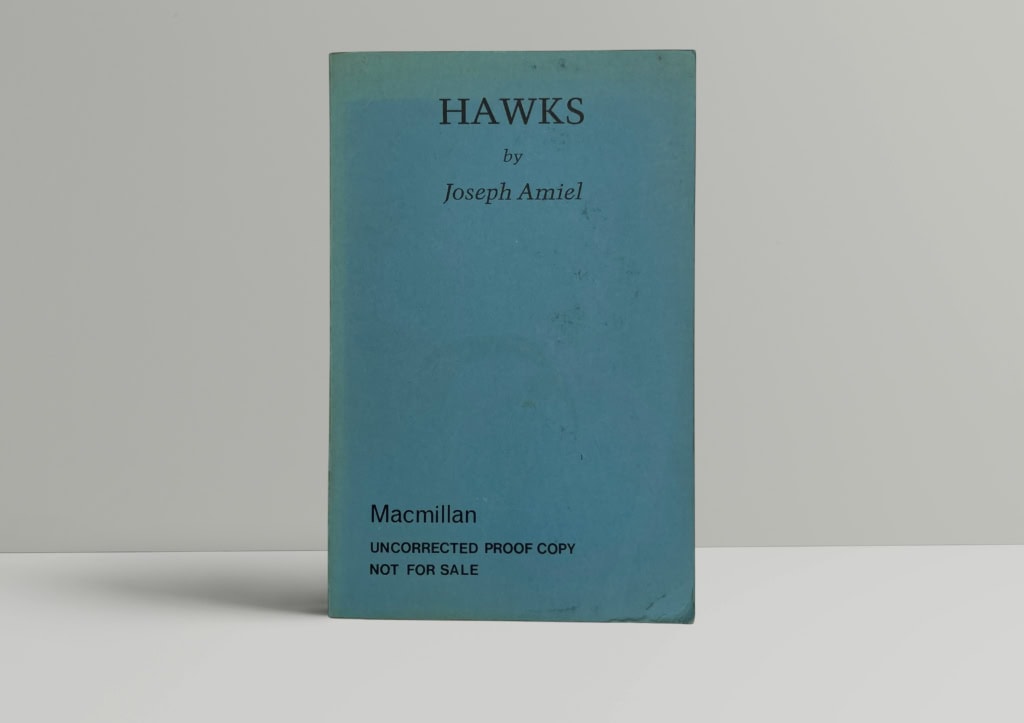 HAWKS
by
Joseph Amiel
Macmillan
UNCORRECTED PROOF COPY
NOT FOR SALE